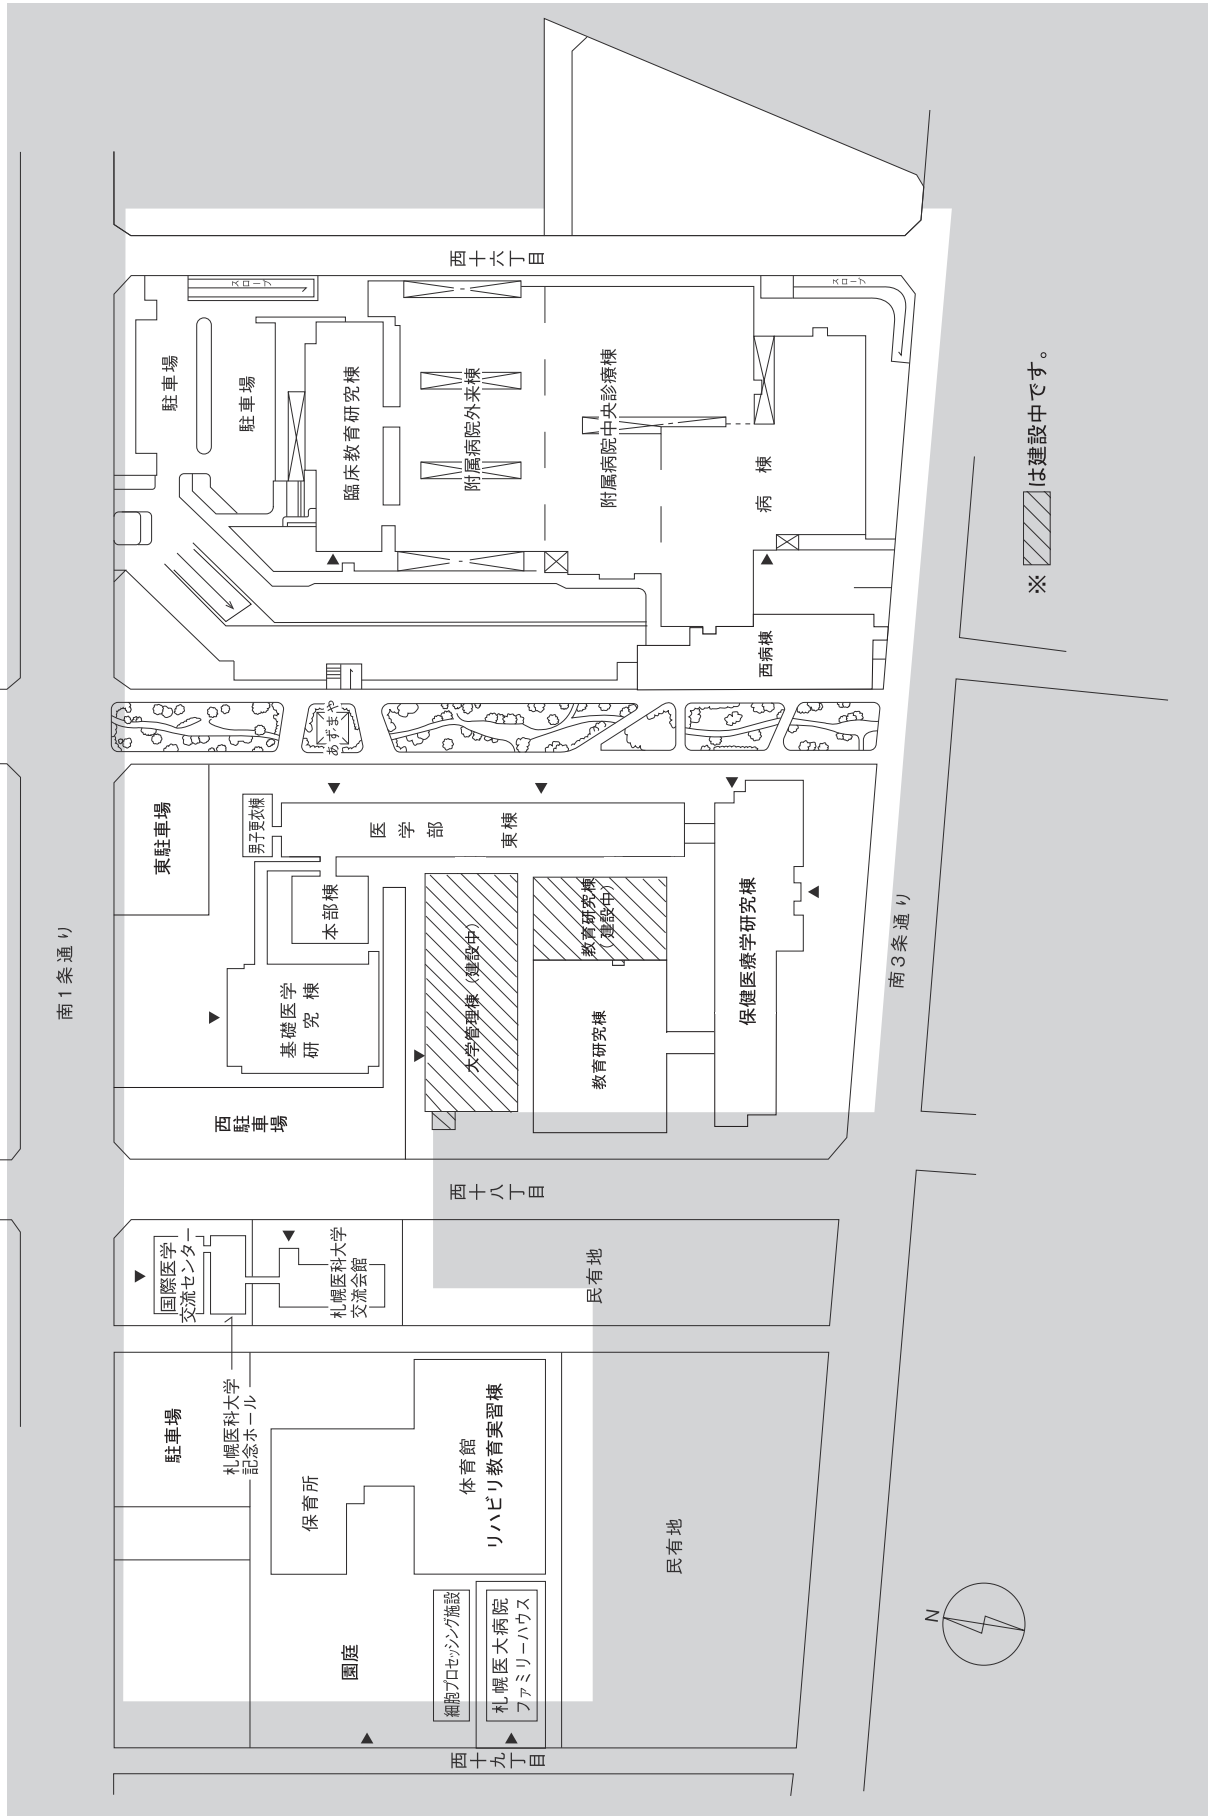 西十六丁目
スロープ
スロープ
駐車場
駐車場
臨床教育研究棟
附属病院外来棟
附属病院中央診療棟
病棟
西病棟
※
は建設中です。
あずまや
東駐車場
男子更衣棟
医学部
東棟
本部棟
基礎医学
研究棟
大学管理棟（建設中）
教育研究棟
（建設中）
教育研究棟
保健医療学研究棟
南1条通り
南3条通り
西
駐
車
場
西十八丁目
国際医学
交流センター
札幌医科大学
交流会館
民有地
札幌医科大学
記念ホール
駐車場
保育所
体育館
リハビリ教育実習棟
民有地
園庭
細胞プロセッシング施設
札幌医大病院
ファミリーハウス
西十九丁目
N